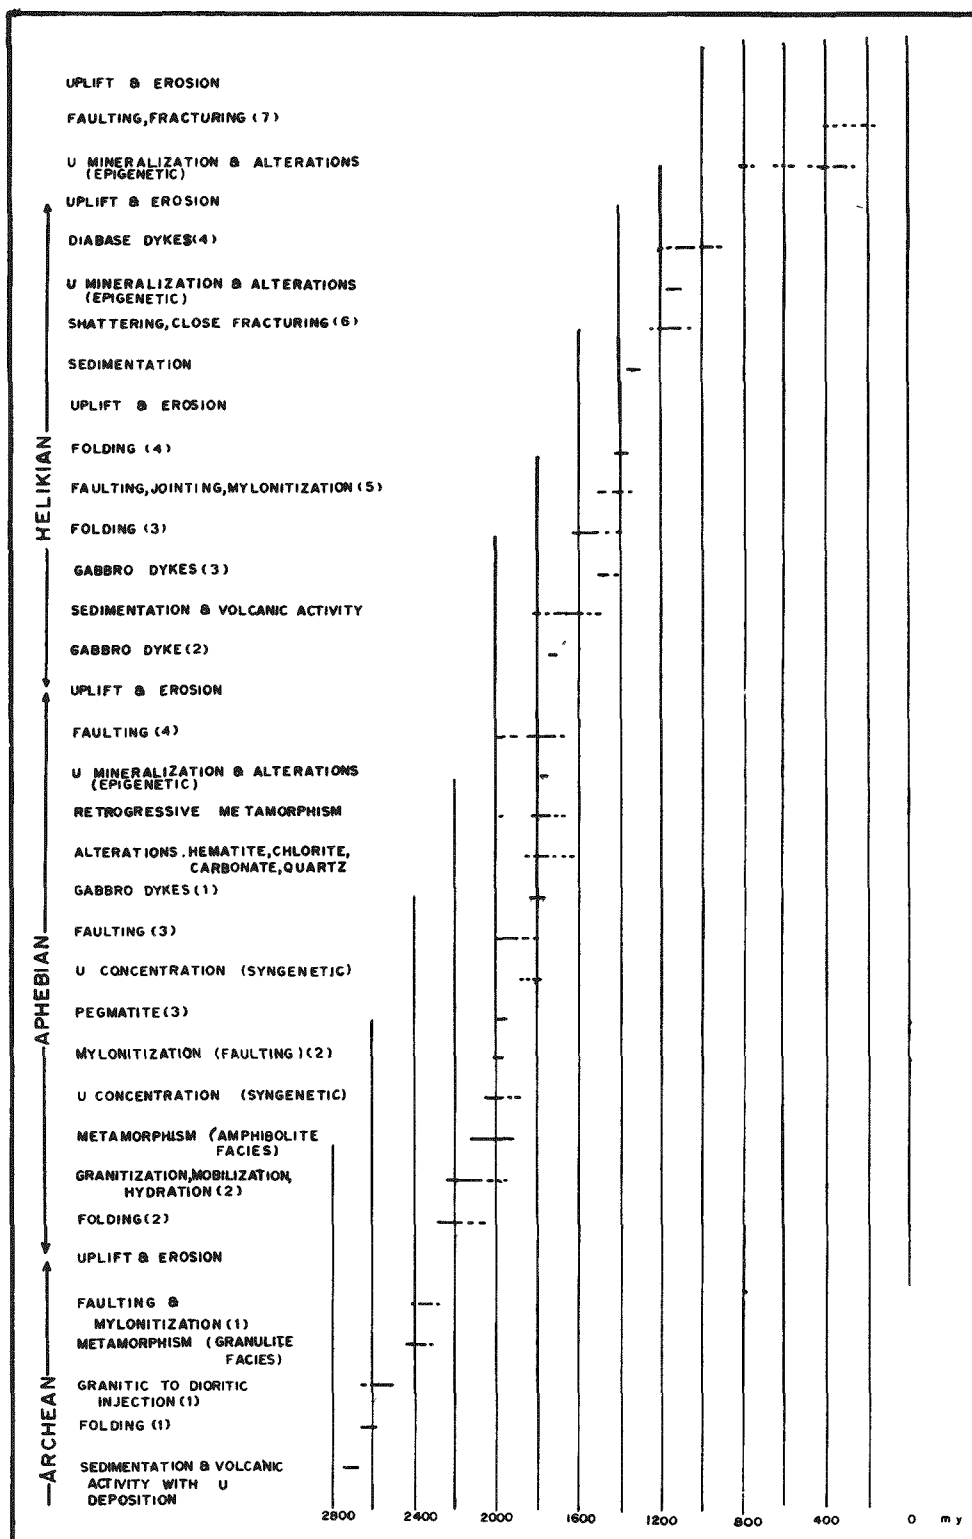 UPLIFT & EROSION
FAULTING,FRACTURING (7)
U MINERALIZATION & ALTERATIONS
(EPIGENETIC)
UPLIFT & EROSION
DIABASE DYKES(4)
U MINERALIZATION & ALTERATIONS
(EPIGENETIC)
SHATTERING,CLOSE FRACTURING(6)
SEDIMENTATION
UPLIFT & EROSION
FOLDING (4)
FAULTING,JOINTING,MYLONITIZATION(5)
FOLDING (3)
GABBRO DYKES(3)
SEDIMENTATION & VOLCANIC ACTIVITY
GABBRO DYKE(2)
HELIKIAN
UPLIFT & EROSION
FAULTING (4)
U MINERALIZATION & ALTERATIONS
(EPIGENETIC)
RETROGRESSIVE METAMORPHISM
ALTERATIONS.HEMATITE,CHLORITE,
CARBONATE,QUARTZ
GABBRO DYKES(1)
FAULTING(3)
U CONCENTRATION (SYNGENETIC)
PEGMATITE(3)
MYLONITIZATION (FAULTING)(2)
U CONCENTRATION (SYNGENETIC)
METAMORPHISM (AMPHIBOLITE
FACIES)
GRANITIZATION,MOBILIZATION,
HYDRATION(2)
FOLDING(2)
APHEBIAN
UPLIFT & EROSION
FAULTING &
MYLONITIZATION(1)
METAMORPHISM (GRANULITE
FACIES)
GRANITIC TO DIORITIC
INJECTION(1)
FOLDING (1)
SEDIMENTATION & VOLCANIC
ACTIVITY WITH U
DEPOSITION
ARCHEAN
2800 2400 2000 1600 1200 800 400 0 my